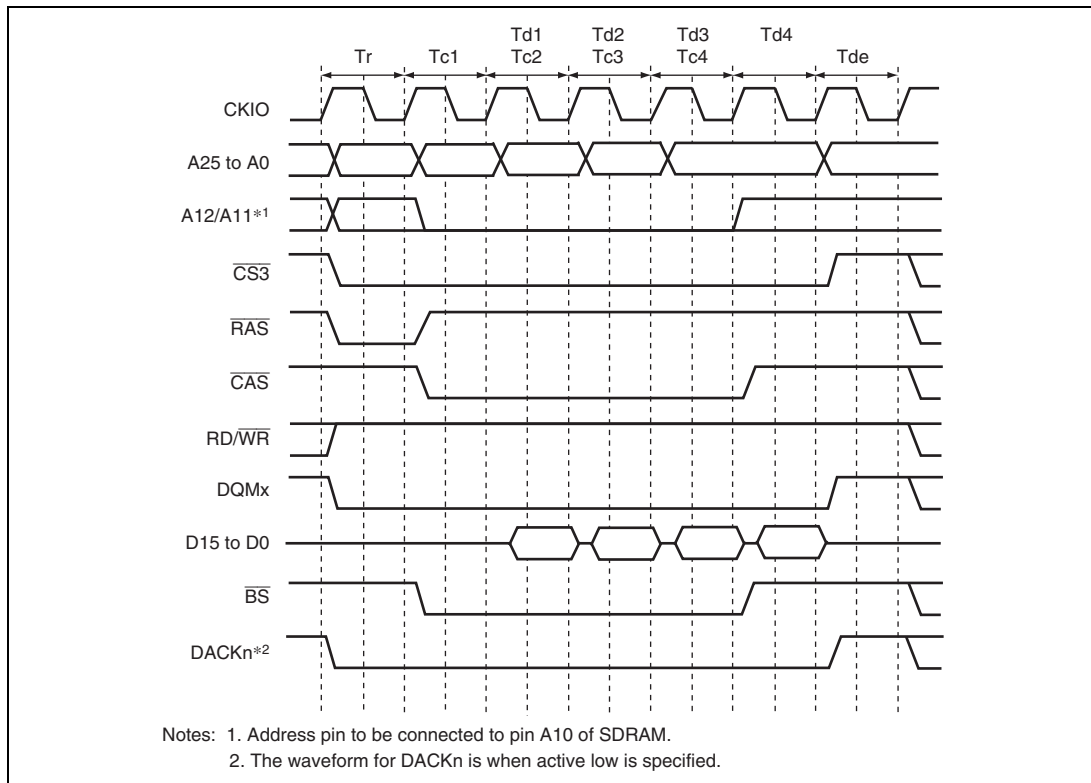 Td1 Td2 Td3 Td4
Tr Tc1 Tc2 Tc3 Tc4 Tde
CKIO
A25 to A0
A12/A11*1
CS3
RAS
CAS
RD/WR
DQMx
D15 to D0
BS
DACKn*2
Notes: 1. Address pin to be connected to pin A10 of SDRAM.
2. The waveform for DACKn is when active low is specified.